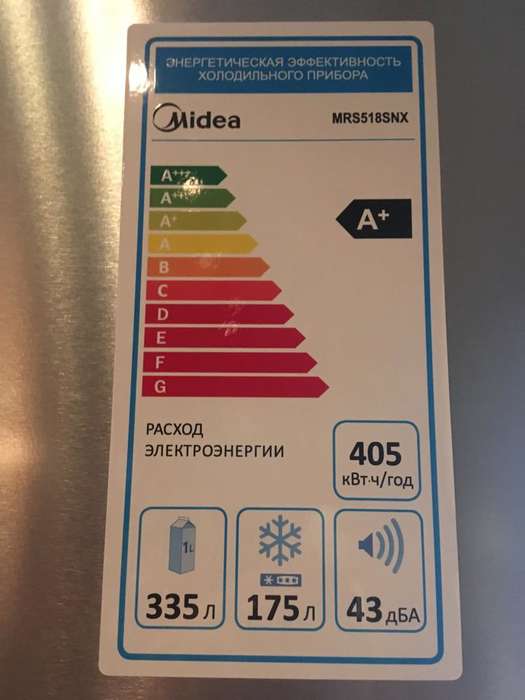 ЭНЕРГЕТИЧЕСКАЯ ЭФФЕКТИВНОСТЬ
ХОЛОДИЛЬНОГО ПРИБОРА
Midea MRS518SNX
A+++
A++
A+
A
B
C
D
E
F
G
A+
РАСХОД
ЭЛЕКТРОЭНЕРГИИ
405
кВт·ч/год
1L
335 л
175 л
43 дБА